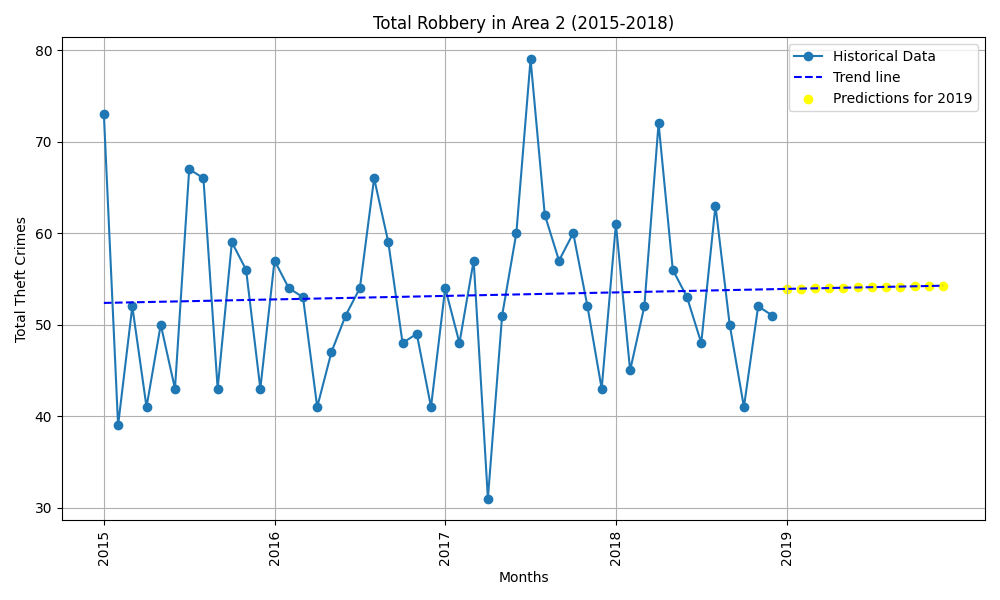 Total Robbery in Area 2 (2015-2018)
Historical Data
Trend line
Predictions for 2019
Total Theft Crimes
80
70
60
50
40
30
2015
2016
2017
2018
2019
Months